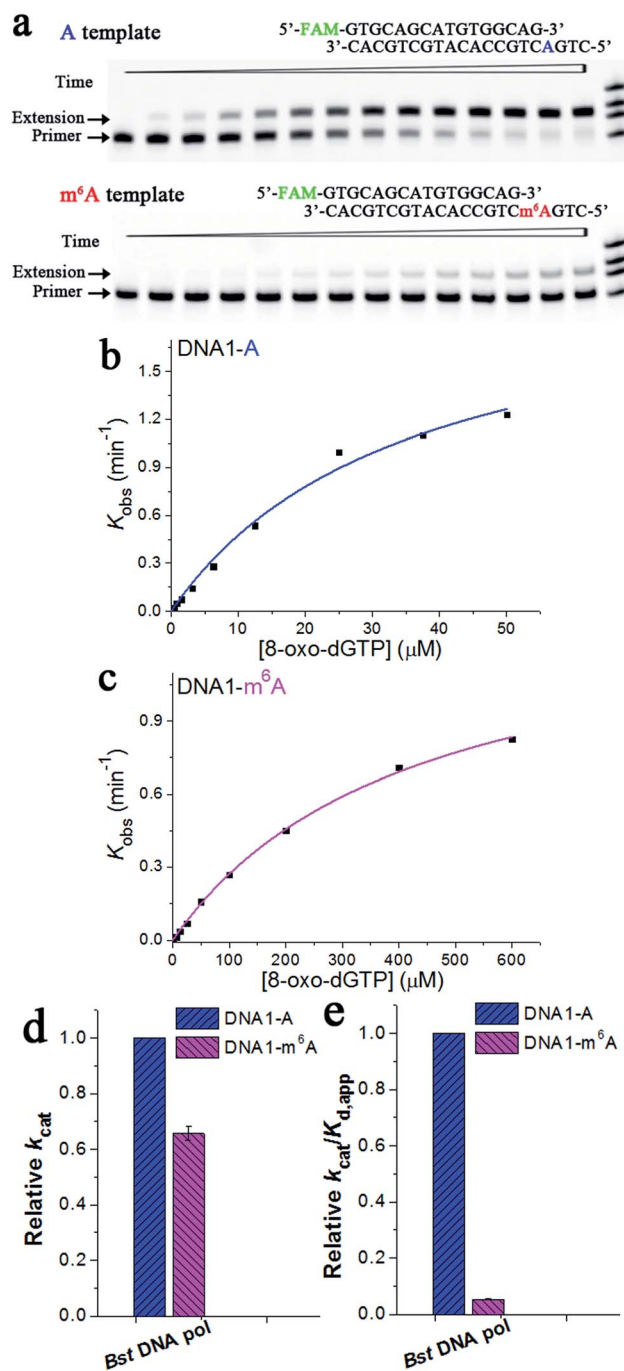 a
A template
5'-FAM-GTGCAGCATGTGGCAG-3'
3'-CACGTCGTACACCGTCAGTC-5'
Time
Extension
Primer
m⁶A template
5'-FAM-GTGCAGCATGTGGCAG-3'
3'-CACGTCGTACACCGTCm⁶AGTC-5'
Time
Extension
Primer
b
DNA1-A
1.5
1.2
0.9
0.6
0.3
0.0
Kobs (min⁻¹)
0 10 20 30 40 50
[8-oxo-dGTP] (μM)
c
DNA1-m⁶A
0.9
0.6
0.3
0.0
Kobs (min⁻¹)
0 100 200 300 400 500 600
[8-oxo-dGTP] (μM)
d
DNA1-A
DNA1-m⁶A
1.0
0.8
0.6
0.4
0.2
0.0
Relative kcat
Bst DNA pol
e
DNA1-A
DNA1-m⁶A
1.0
0.8
0.6
0.4
0.2
0.0
Relative kcat/Kd,app
Bst DNA pol